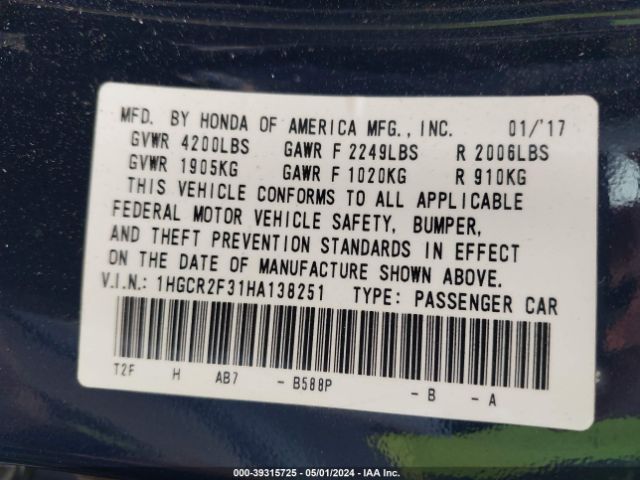 MFD. BY HONDA OF AMERICA MFG., INC. 01/'17
GVWR 4200LBS GAWR F 2249LBS R 2006LBS
GVWR 1905KG GAWR F 1020KG R 910KG
THIS VEHICLE CONFORMS TO ALL APPLICABLE
FEDERAL MOTOR VEHICLE SAFETY, BUMPER,
AND THEFT PREVENTION STANDARDS IN EFFECT
ON THE DATE OF MANUFACTURE SHOWN ABOVE.
V.I.N.: 1HGCR2F31HA138251 TYPE: PASSENGER CAR
T2F H AB7 - B588P - B - A
000-39315725 - 05/01/2024 - IAA Inc.